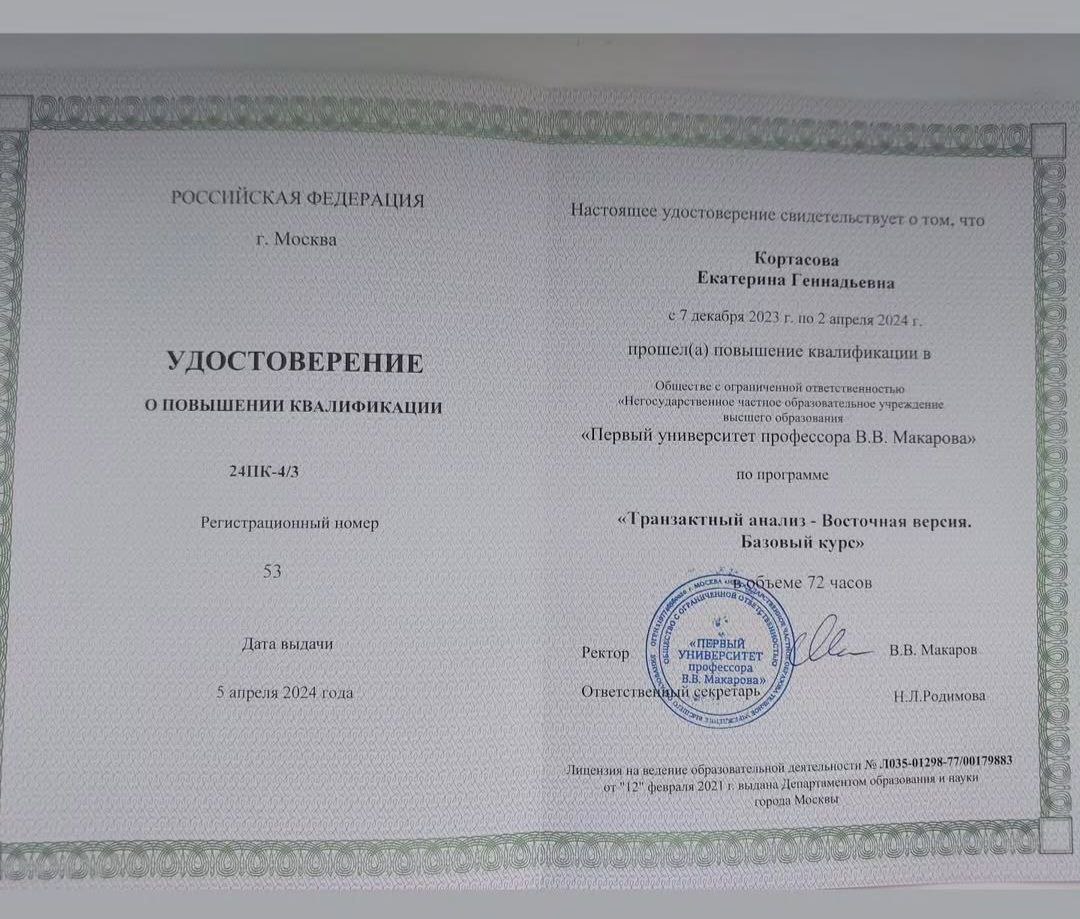 РОССИЙСКАЯ ФЕДЕРАЦИЯ
г. Москва
УДОСТОВЕРЕНИЕ
О ПОВЫШЕНИИ КВАЛИФИКАЦИИ
24ПК-4/3
Регистрационный номер
53
Дата выдачи
5 апреля 2024 года
Настоящее удостоверение свидетельствует о том, что
Кортасова
Екатерина Геннадьевна
с 7 декабря 2023 г. по 2 апреля 2024 г.
прошел(а) повышение квалификации в
Обществе с ограниченной ответственностью
«Негосударственное частное образовательное учреждение
высшего образования
«Первый университет профессора В.В. Макарова»
по программе
«Транзактный анализ - Восточная версия.
Базовый курс»
в объеме 72 часов
Ректор
В.В. Макаров
Ответственный секретарь
Н.Л.Родимова
ОБЩЕСТВО С ОГРАНИЧЕННОЙ ОТВЕТСТВЕННОСТЬЮ
«ПЕРВЫЙ
УНИВЕРСИТЕТ
профессора
В.В. Макарова»
Лицензия на ведение образовательной деятельности № Л035-01298-77/00179883
от "12" февраля 2021 г. выдана Департаментом образования и науки
города Москвы